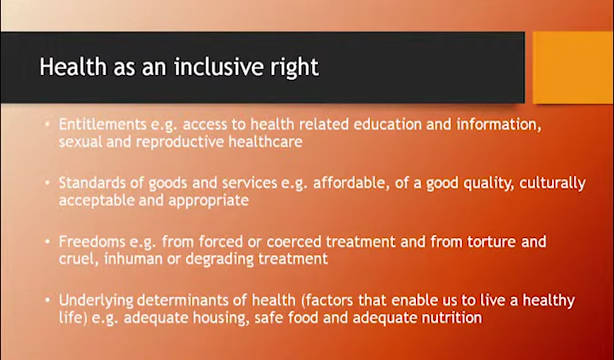 Health as an inclusive right
• Entitlements e.g. access to health related education and information,
sexual and reproductive healthcare
• Standards of goods and services e.g. affordable, of a good quality, culturally
acceptable and appropriate
• Freedoms e.g. from forced or coerced treatment and from torture and
cruel, inhuman or degrading treatment
• Underlying determinants of health (factors that enable us to live a healthy
life) e.g. adequate housing, safe food and adequate nutrition